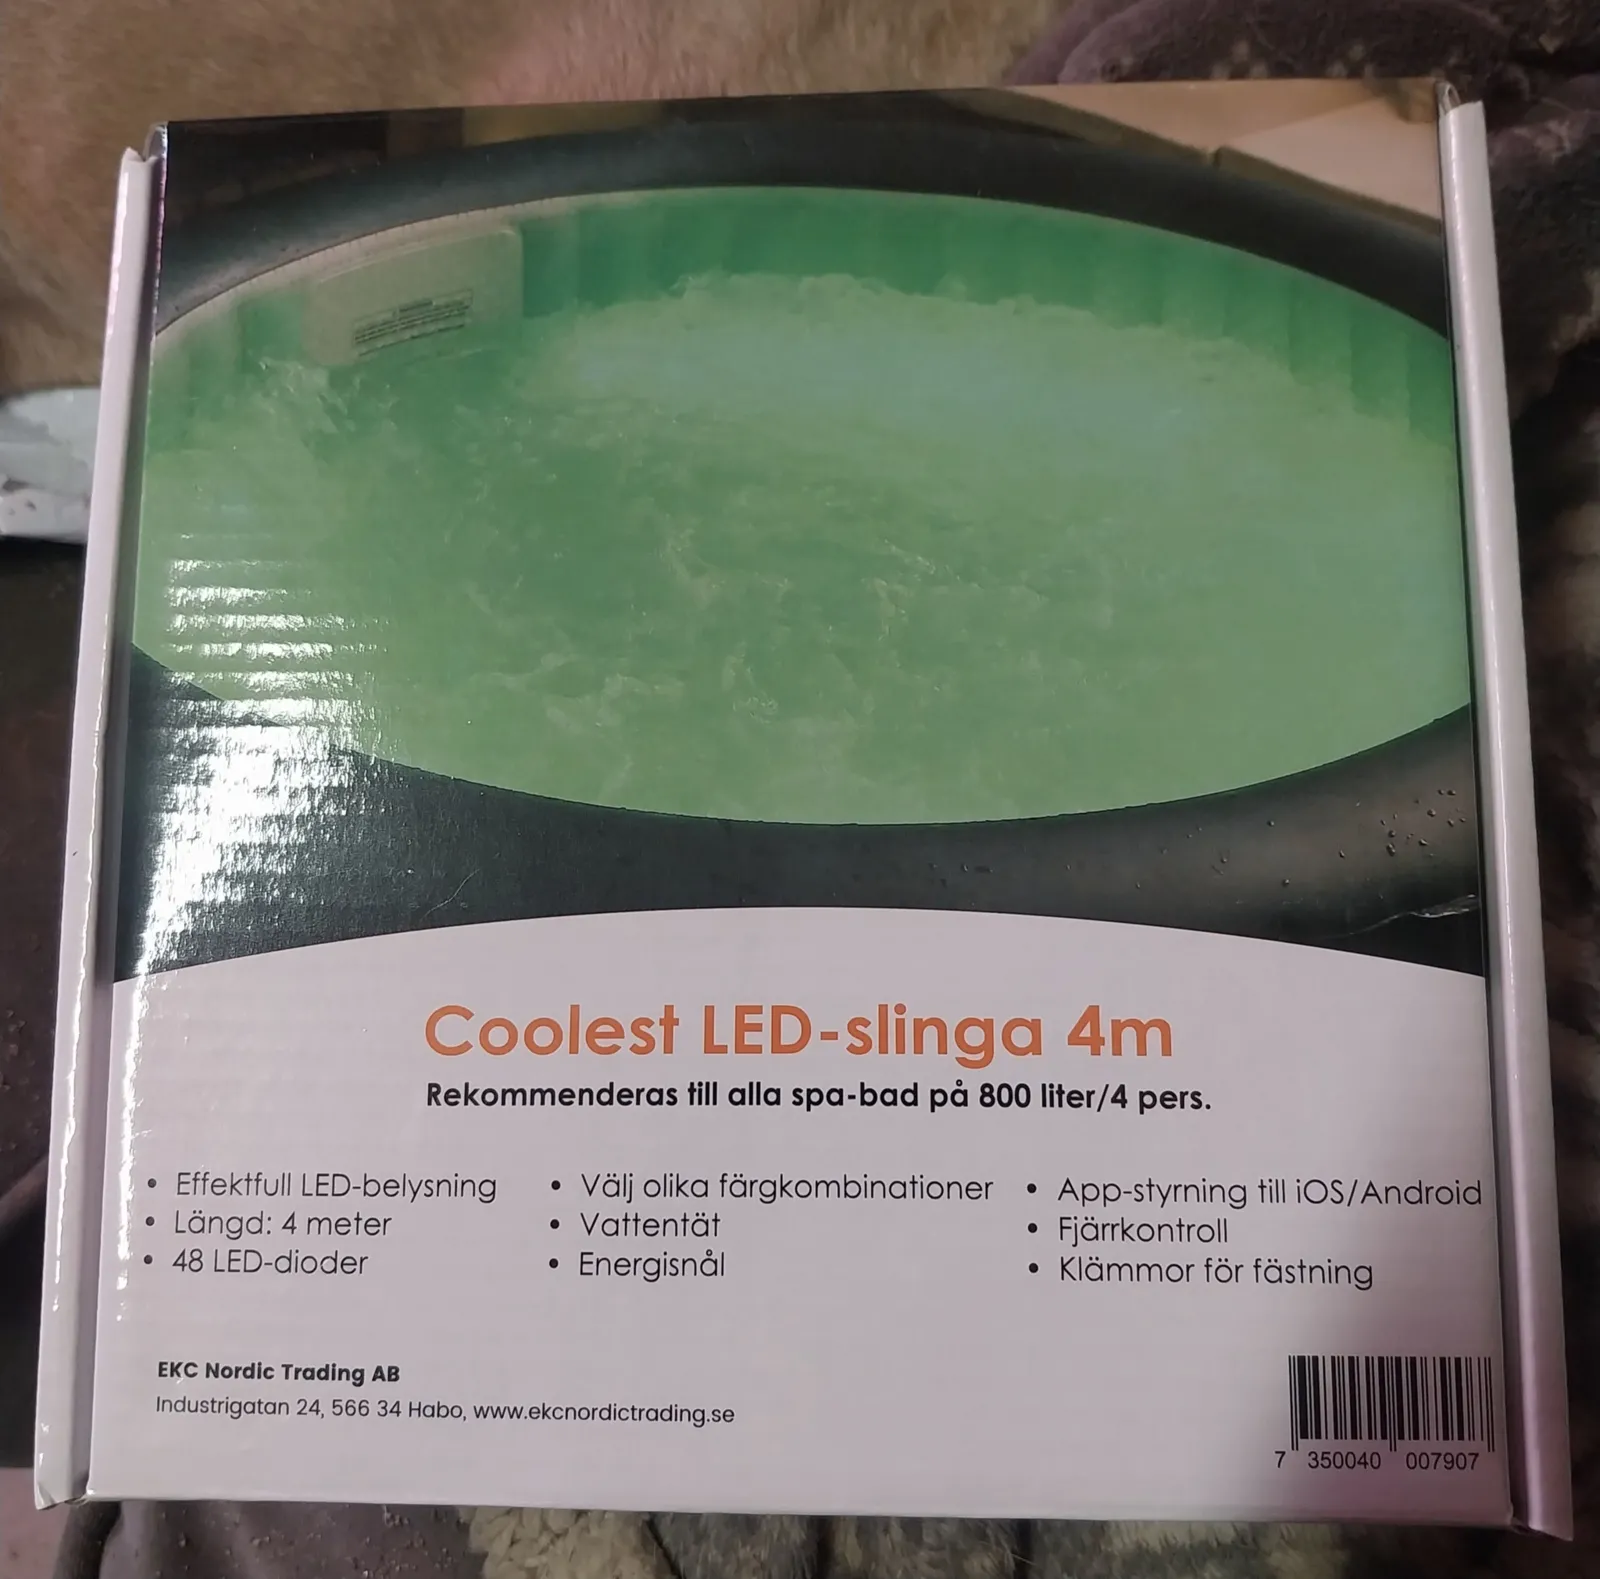 Coolest LED-slinga 4m
Rekommenderas till alla spa-bad på 800 liter/4 pers.
• Effektfull LED-belysning
• Längd: 4 meter
• 48 LED-dioder
• Välj olika färgkombinationer
• Vattentät
• Energisnål
• App-styrning till iOS/Android
• Fjärrkontroll
• Klämmor för fästning
EKC Nordic Trading AB
Industrigatan 24, 566 34 Habo, www.ekcnordictrading.se
7 350040 007907